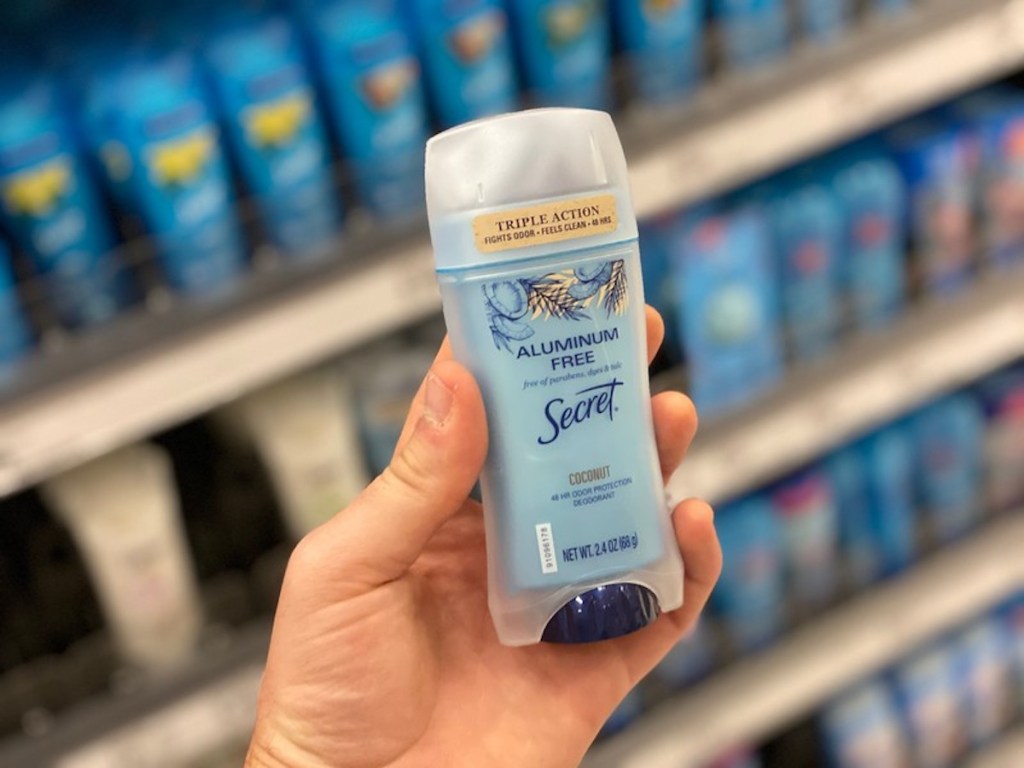 TRIPLE ACTION
FIGHTS ODOR • FEELS CLEAN • 48 HRS
ALUMINUM
FREE
free of parabens, dyes & talc
Secret
COCONUT
48 HR ODOR PROTECTION
DEODORANT
91096178
NET WT. 2.4 OZ (68 g)